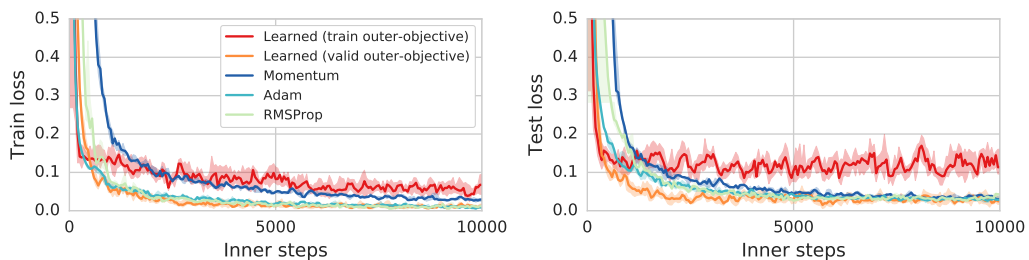 0.5
0.4
0.3
0.2
0.1
0.0
Train loss
Learned (train outer-objective)
Learned (valid outer-objective)
Momentum
Adam
RMSProp
0
5000
10000
Inner steps
0.5
0.4
0.3
0.2
0.1
0.0
Test loss
0
5000
10000
Inner steps